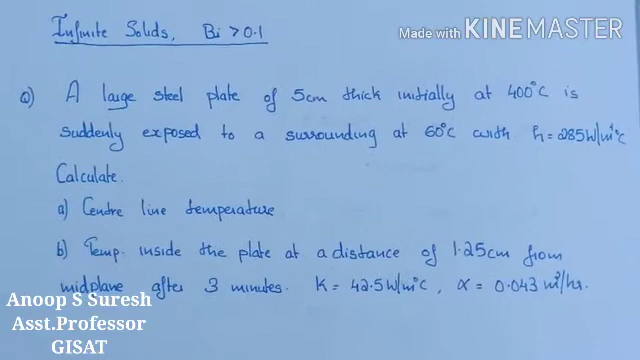 Infinite Solids, Bi > 0.1
Made with KINEMASTER
Q) A large steel plate of 5cm thick initially at 400°C is
suddenly exposed to a surrounding at 60°C with h = 285W/m²°C
Calculate.
a) Centre line temperature
b) Temp. inside the plate at a distance of 1.25cm from
midplane after 3 minutes. K = 42.5W/m°C, α = 0.043 m²/hr.
Anoop S Suresh
Asst.Professor
GISAT